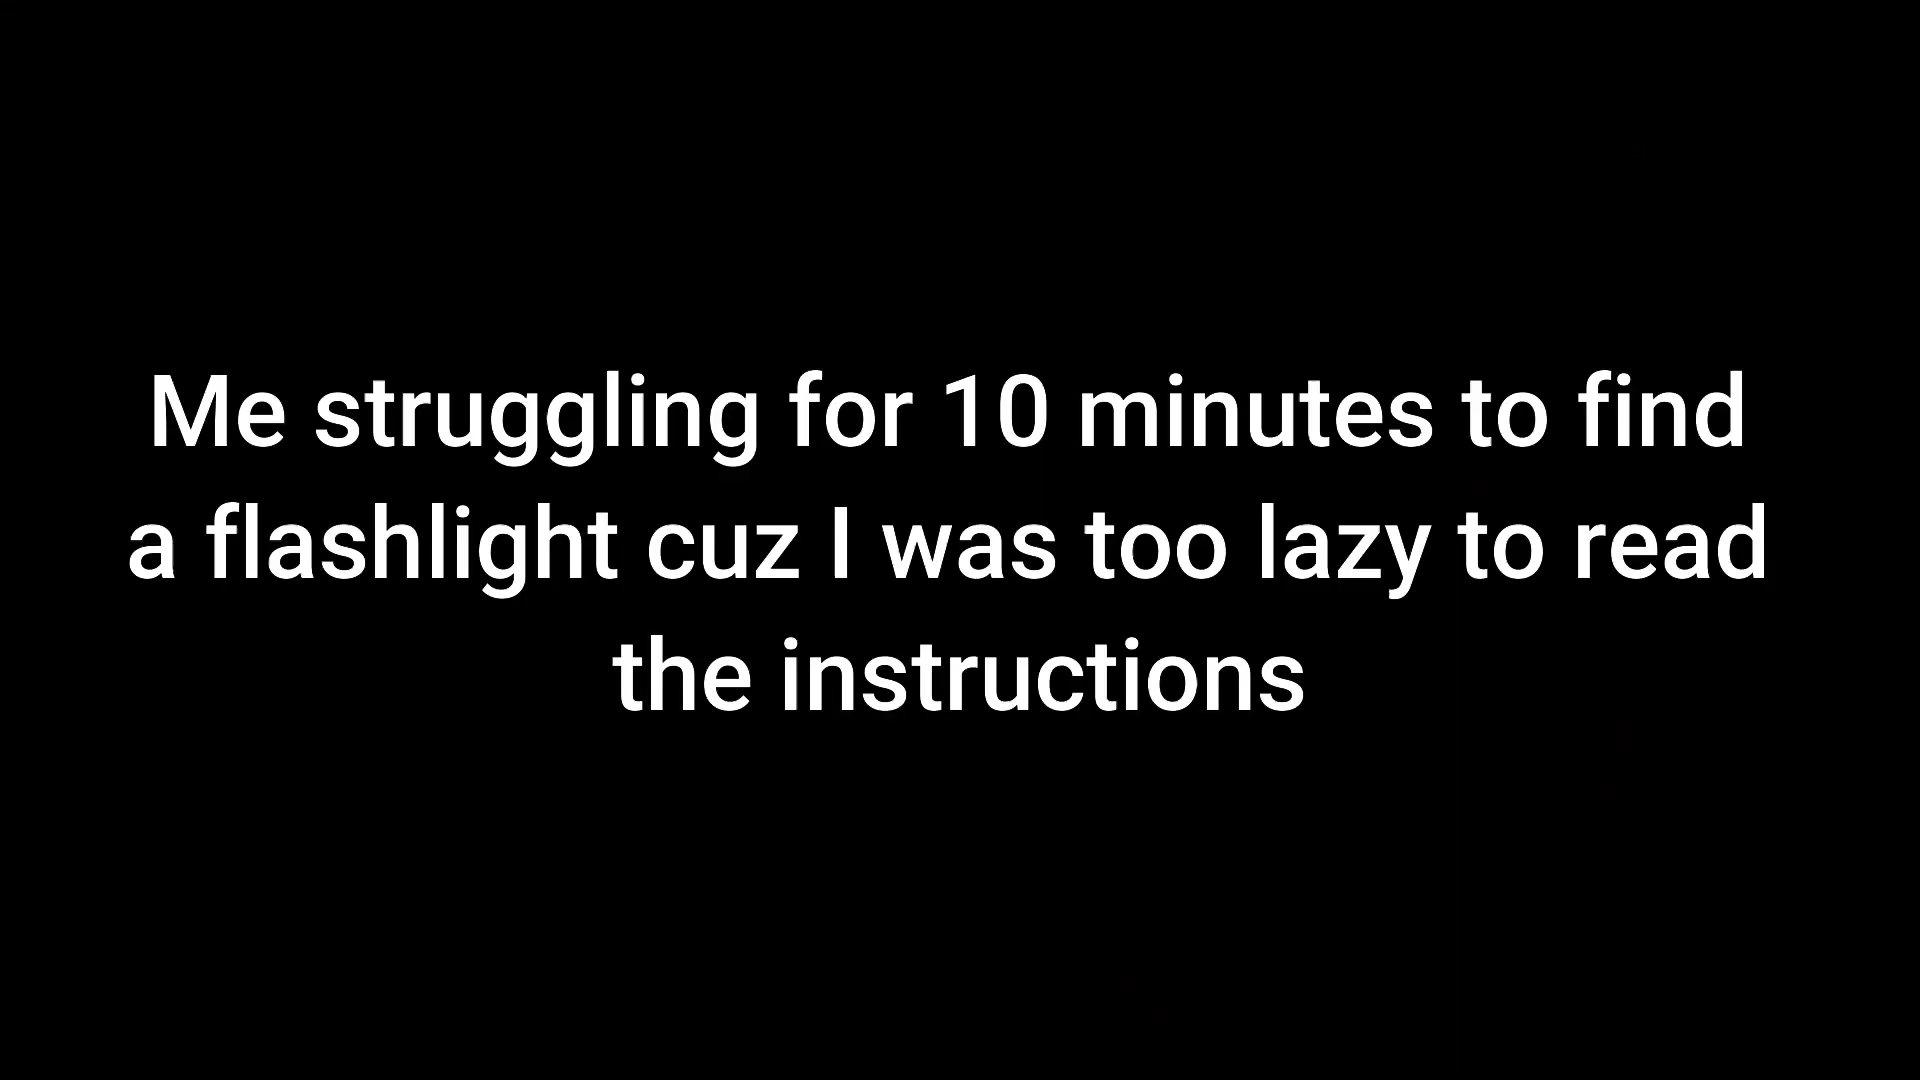 Me struggling for 10 minutes to find
a flashlight cuz I was too lazy to read
the instructions